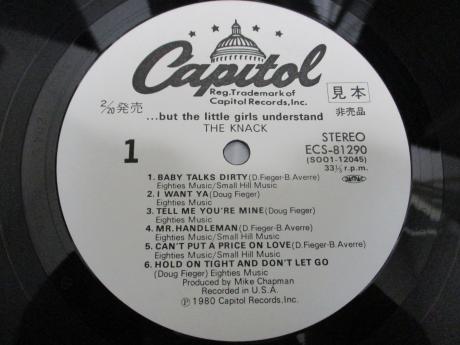 Capitol
Reg. Trademark of
Capitol Records, Inc.
2/20発売
見本
非売品
...but the little girls understand
THE KNACK
1
STEREO
ECS-81290
(SOO1-12045)
33⅓ r.p.m.
1. BABY TALKS DIRTY (D.Fieger-B.Averre)
Eighties Music/Small Hill Music
2. I WANT YA (Doug Fieger)
Eighties Music
3. TELL ME YOU'RE MINE (Doug Fieger)
Eighties Music
4. MR. HANDLEMAN (D.Fieger-B.Averre)
Eighties Music/Small Hill Music
5. CAN'T PUT A PRICE ON LOVE (D.Fieger-B.Averre)
Eighties Music/Small Hill Music
6. HOLD ON TIGHT AND DON'T LET GO
(Doug Fieger) Eighties Music
Produced by Mike Chapman
Recorded in U.S.A.
Ⓟ 1980 Capitol Records, Inc.